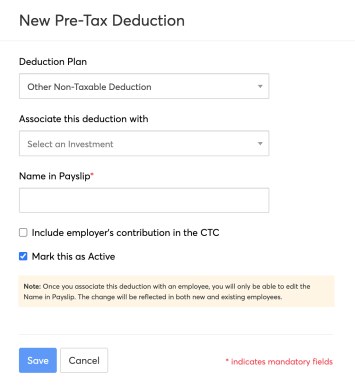 New Pre-Tax Deduction
Deduction Plan
Other Non-Taxable Deduction
Associate this deduction with
Select an Investment
Name in Payslip*
Include employer's contribution in the CTC
Mark this as Active
Note: Once you associate this deduction with an employee, you will only be able to edit the
Name in Payslip. The change will be reflected in both new and existing employees.
Save Cancel * indicates mandatory fields